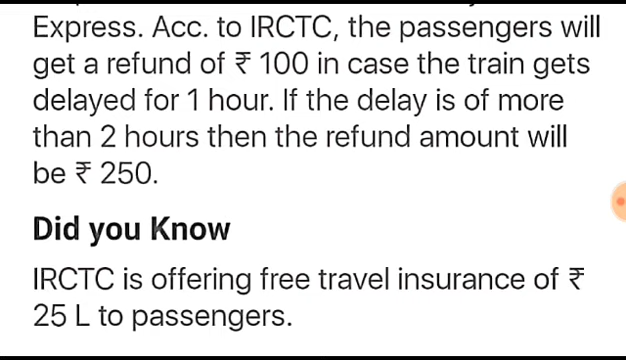 Express. Acc. to IRCTC, the passengers will
get a refund of ₹ 100 in case the train gets
delayed for 1 hour. If the delay is of more
than 2 hours then the refund amount will
be ₹ 250.
Did you Know
IRCTC is offering free travel insurance of ₹
25 L to passengers.